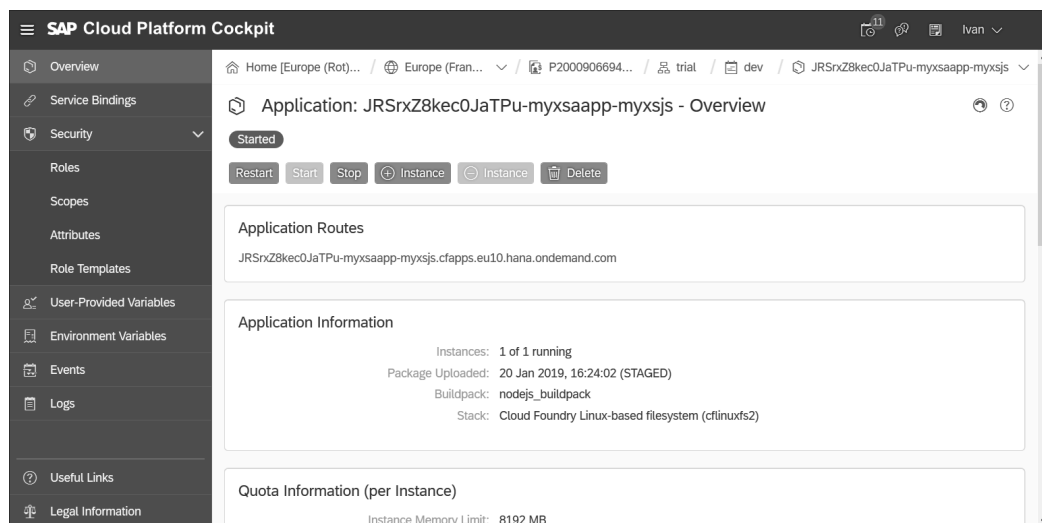 SAP Cloud Platform Cockpit
11
Ivan
Overview
Service Bindings
Security
Roles
Scopes
Attributes
Role Templates
User-Provided Variables
Environment Variables
Events
Logs
Useful Links
Legal Information
Home [Europe (Rot)... / Europe (Fran... / P2000906694... / trial / dev / JRSrxZ8kec0JaTPu-myxsaapp-myxsjs
Application: JRSrxZ8kec0JaTPu-myxsaapp-myxsjs - Overview
Started
Restart Start Stop Instance Instance Delete
Application Routes
JRSrxZ8kec0JaTPu-myxsaapp-myxsjs.cfapps.eu10.hana.ondemand.com
Application Information
Instances: 1 of 1 running
Package Uploaded: 20 Jan 2019, 16:24:02 (STAGED)
Buildpack: nodejs_buildpack
Stack: Cloud Foundry Linux-based filesystem (cflinuxfs2)
Quota Information (per Instance)
Instance Memory Limit: 8192 MB